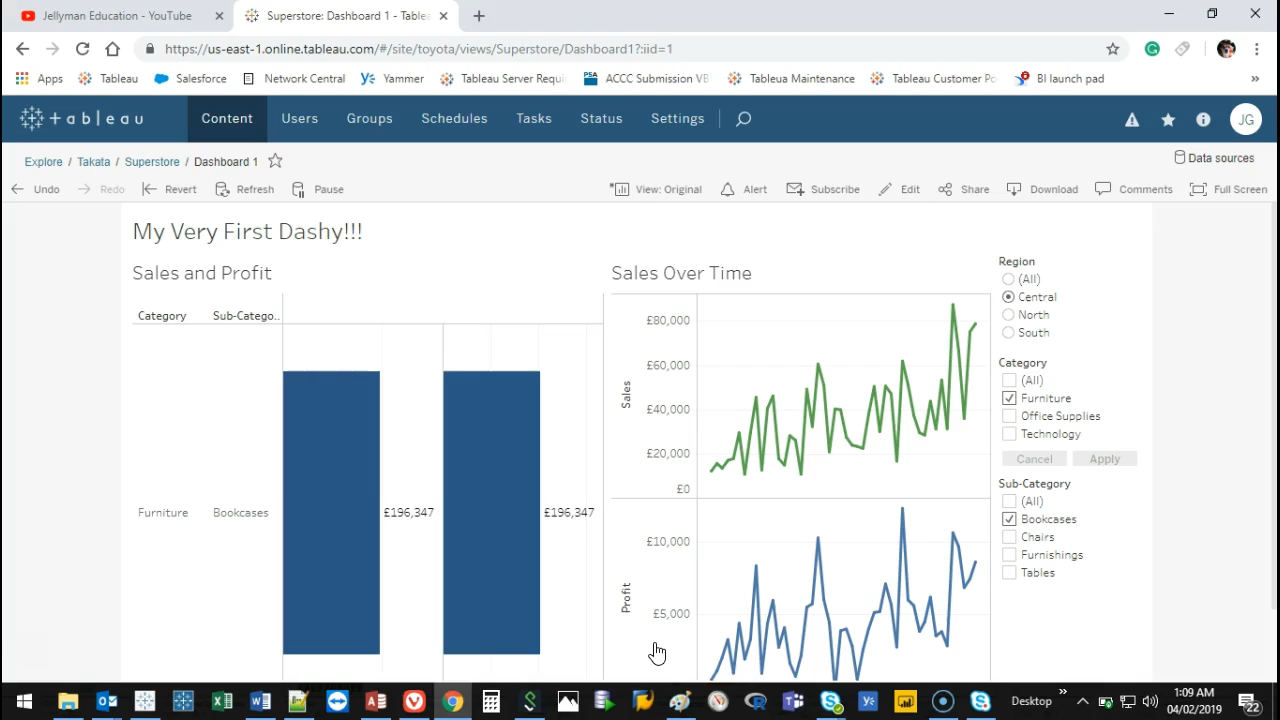 Jellyman Education - YouTube
Superstore: Dashboard 1 - Table
https://us-east-1.online.tableau.com/#/site/toyota/views/Superstore/Dashboard1?:iid=1
Apps Tableau Salesforce Network Central Yammer Tableau Server Requi PSA ACCC Submission VB Tableua Maintenance Tableau Customer Po BI launch pad »
+ a b l e a u Content Users Groups Schedules Tasks Status Settings JG
Explore / Takata / Superstore / Dashboard 1 Data sources
Undo Redo Revert Refresh Pause View: Original Alert Subscribe Edit Share Download Comments Full Screen
My Very First Dashy!!!
Sales and Profit
Category Sub-Catego..
Furniture Bookcases £196,347 £196,347
Sales Over Time
£80,000
£60,000
£40,000
£20,000
£0
Sales
£10,000
£5,000
Profit
Region
(All)
Central
North
South
Category
(All)
Furniture
Office Supplies
Technology
Cancel Apply
Sub-Category
(All)
Bookcases
Chairs
Furnishings
Tables
Desktop » 1:09 AM
04/02/2019
22